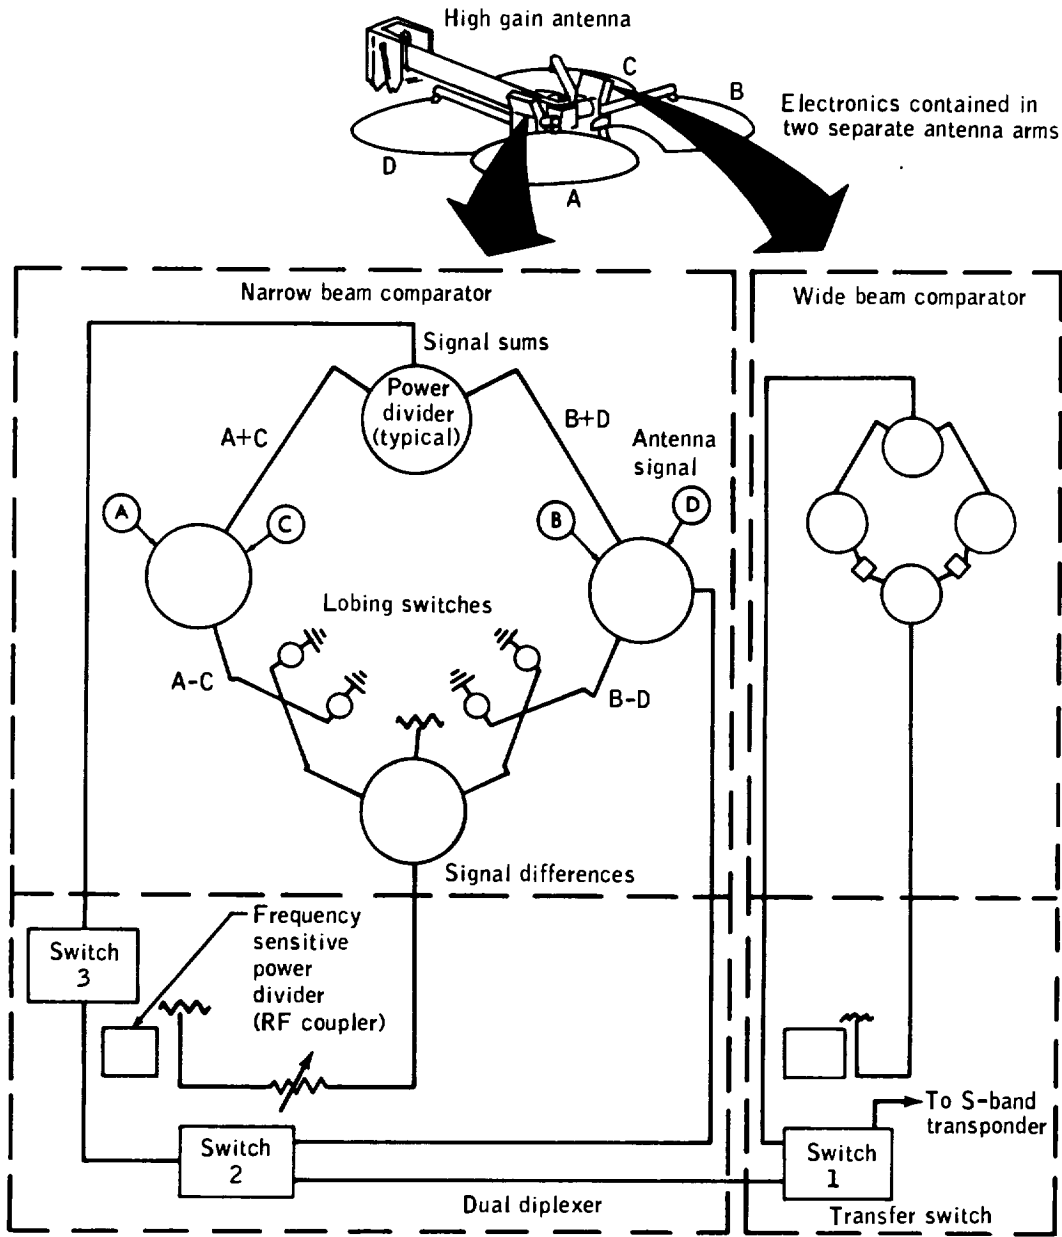 High gain antenna
C
B
Electronics contained in
two separate antenna arms
D
A
Narrow beam comparator
Wide beam comparator
Signal sums
Power
divider
(typical)
A+C
B+D
Antenna
signal
A
C
B
D
Lobing switches
A-C
B-D
Signal differences
Frequency
sensitive
power
divider
(RF coupler)
Switch
3
To S-band
transponder
Switch
2
Switch
1
Dual diplexer
Transfer switch